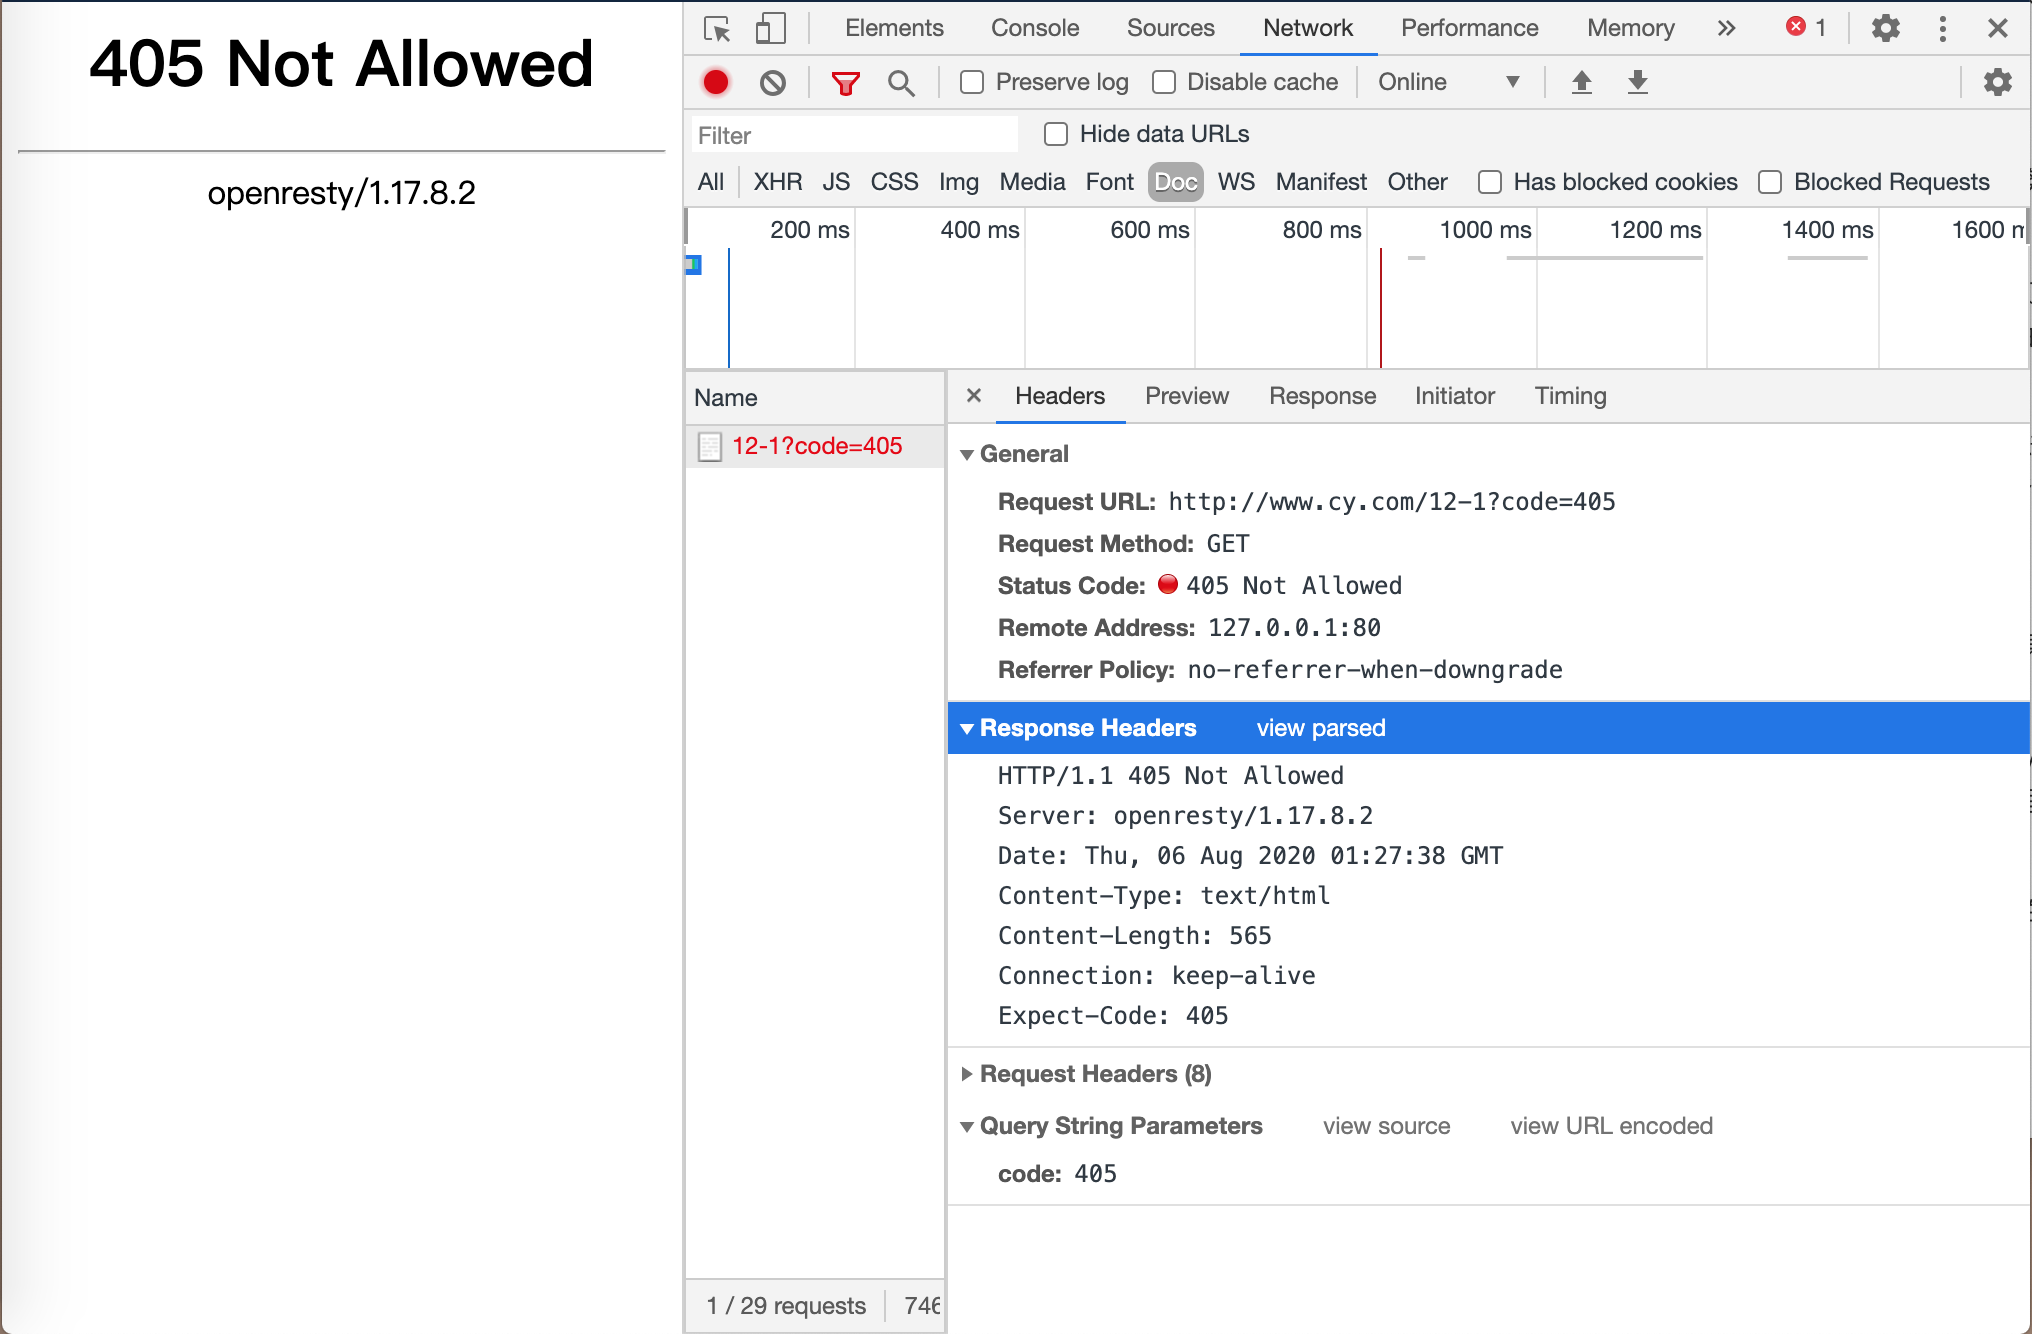 405 Not Allowed
openresty/1.17.8.2
Elements Console Sources Network Performance Memory » 1
Preserve log Disable cache Online
Filter Hide data URLs
All XHR JS CSS Img Media Font Doc WS Manifest Other Has blocked cookies Blocked Requests
200 ms 400 ms 600 ms 800 ms 1000 ms 1200 ms 1400 ms 1600
Name
12-1?code=405
1 / 29 requests 746
× Headers Preview Response Initiator Timing
General
Request URL: http://www.cy.com/12-1?code=405
Request Method: GET
Status Code: 405 Not Allowed
Remote Address: 127.0.0.1:80
Referrer Policy: no-referrer-when-downgrade
Response Headers view parsed
HTTP/1.1 405 Not Allowed
Server: openresty/1.17.8.2
Date: Thu, 06 Aug 2020 01:27:38 GMT
Content-Type: text/html
Content-Length: 565
Connection: keep-alive
Expect-Code: 405
Request Headers (8)
Query String Parameters view source view URL encoded
code: 405